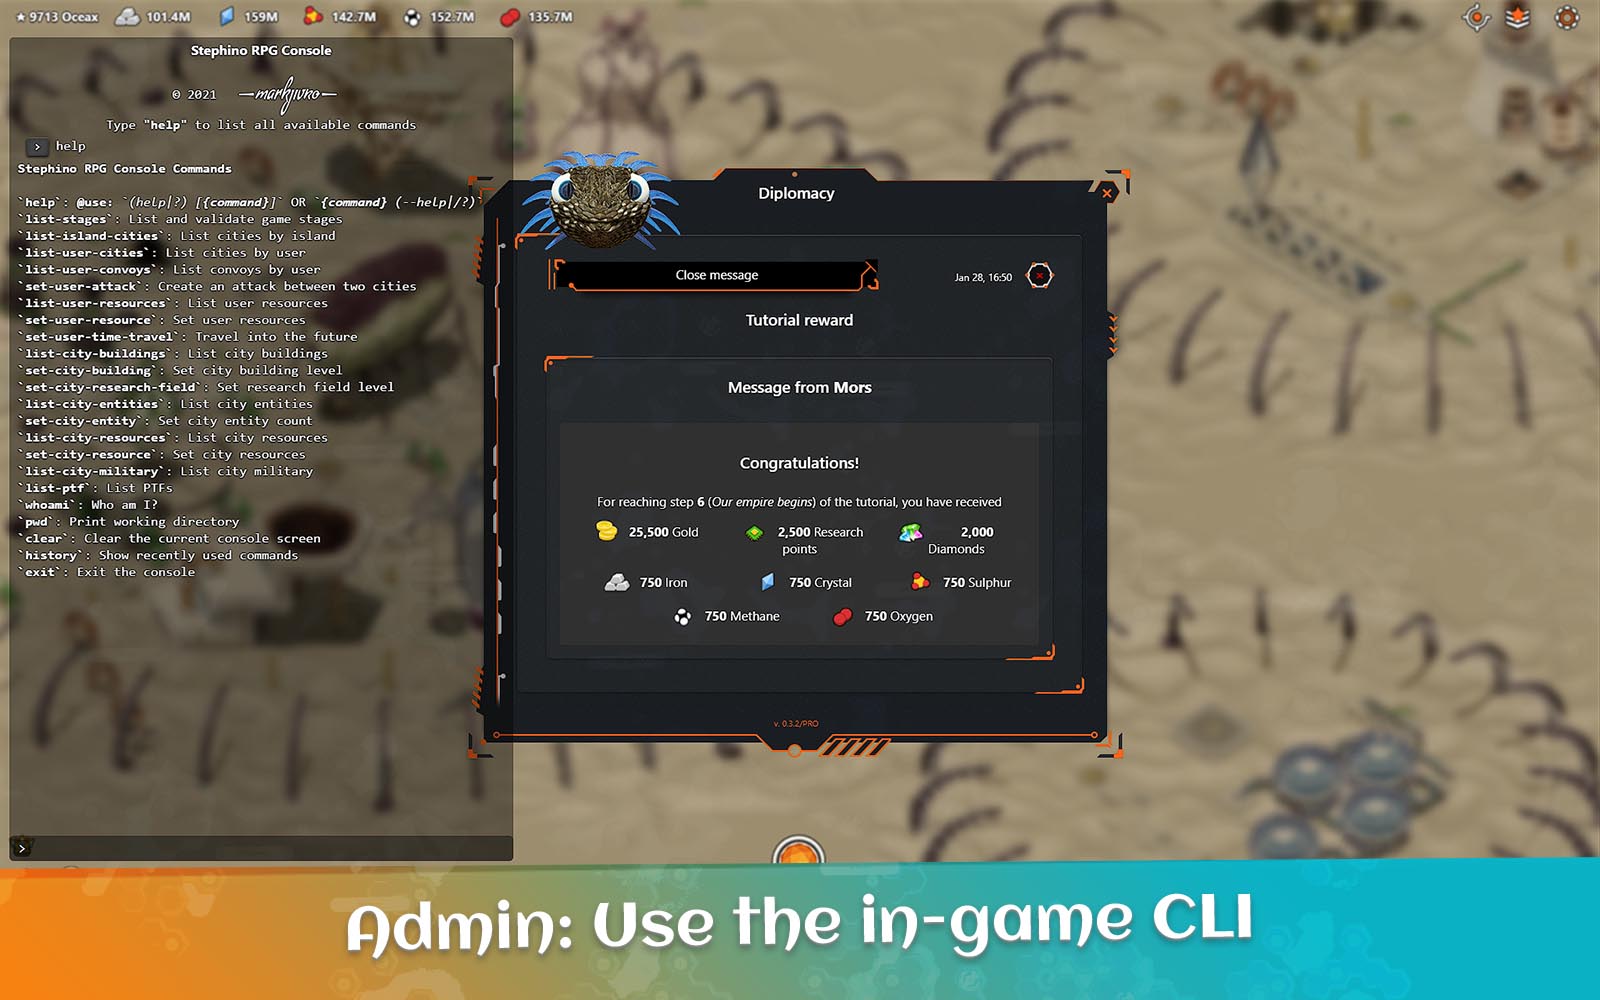 ★ 9713 Oceax 101.4M 159M 142.7M 152.7M 135.7M
Stephino RPG Console
© 2021 markjivko
Type "help" to list all available commands
> help
Stephino RPG Console Commands
`help`: @use: `(help|?) [{command}]` OR `{command} (--help|/?)`
`list-stages`: List and validate game stages
`list-island-cities`: List cities by island
`list-user-cities`: List cities by user
`list-user-convoys`: List convoys by user
`set-user-attack`: Create an attack between two cities
`list-user-resources`: List user resources
`set-user-resource`: Set user resources
`set-user-time-travel`: Travel into the future
`list-city-buildings`: List city buildings
`set-city-building`: Set city building level
`set-city-research-field`: Set research field level
`list-city-entities`: List city entities
`set-city-entity`: Set city entity count
`list-city-resources`: List city resources
`set-city-resource`: Set city resources
`list-city-military`: List city military
`list-ptf`: List PTFs
`whoami`: Who am I?
`pwd`: Print working directory
`clear`: Clear the current console screen
`history`: Show recently used commands
`exit`: Exit the console
>
Diplomacy
Close message
Jan 28, 16:50
Tutorial reward
Message from Mors
Congratulations!
For reaching step 6 (Our empire begins) of the tutorial, you have received
25,500 Gold
2,500 Research
points
2,000
Diamonds
750 Iron
750 Crystal
750 Sulphur
750 Methane
750 Oxygen
v. 0.3.2/PRO
Admin: Use the in-game CLI